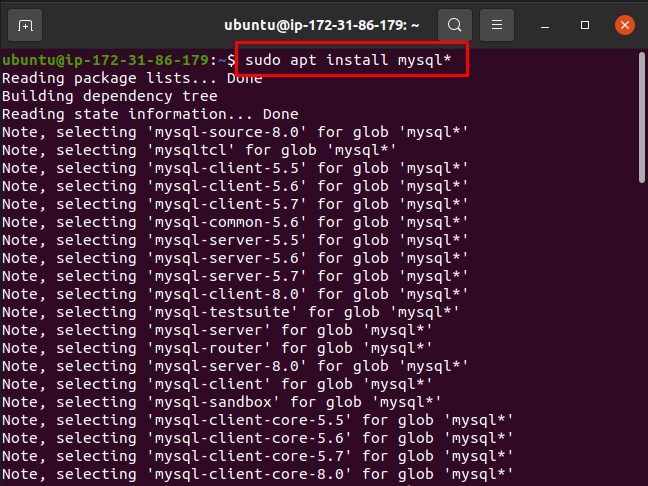 ubuntu@ip-172-31-86-179: ~
ubuntu@ip-172-31-86-179:~$ sudo apt install mysql*
Reading package lists... Done
Building dependency tree
Reading state information... Done
Note, selecting 'mysql-source-8.0' for glob 'mysql*'
Note, selecting 'mysqltcl' for glob 'mysql*'
Note, selecting 'mysql-client-5.5' for glob 'mysql*'
Note, selecting 'mysql-client-5.6' for glob 'mysql*'
Note, selecting 'mysql-client-5.7' for glob 'mysql*'
Note, selecting 'mysql-common-5.6' for glob 'mysql*'
Note, selecting 'mysql-server-5.5' for glob 'mysql*'
Note, selecting 'mysql-server-5.6' for glob 'mysql*'
Note, selecting 'mysql-server-5.7' for glob 'mysql*'
Note, selecting 'mysql-client-8.0' for glob 'mysql*'
Note, selecting 'mysql-testsuite' for glob 'mysql*'
Note, selecting 'mysql-server' for glob 'mysql*'
Note, selecting 'mysql-router' for glob 'mysql*'
Note, selecting 'mysql-server-8.0' for glob 'mysql*'
Note, selecting 'mysql-client' for glob 'mysql*'
Note, selecting 'mysql-sandbox' for glob 'mysql*'
Note, selecting 'mysql-client-core-5.5' for glob 'mysql*'
Note, selecting 'mysql-client-core-5.6' for glob 'mysql*'
Note, selecting 'mysql-client-core-5.7' for glob 'mysql*'
Note, selecting 'mysql-client-core-8.0' for glob 'mysql*'